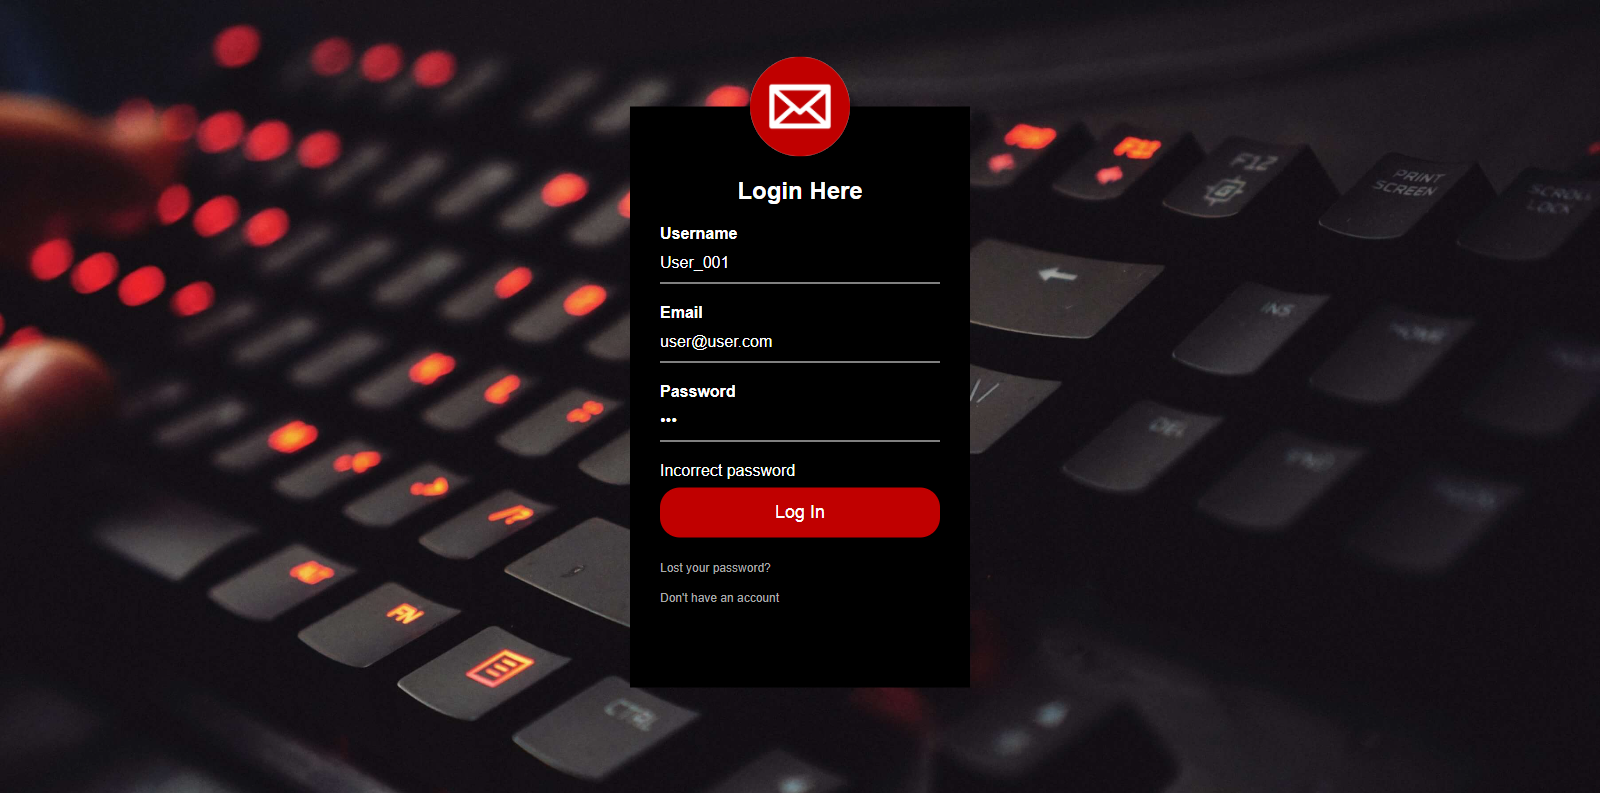 Login Here
Username
User_001
Email
user@user.com
Password
•••
Incorrect password
Log In
Lost your password?
Don't have an account
F12
PRINT
SCREEN
SCROLL
LOCK
INS
HOME
DEL
END
FN
CTRL